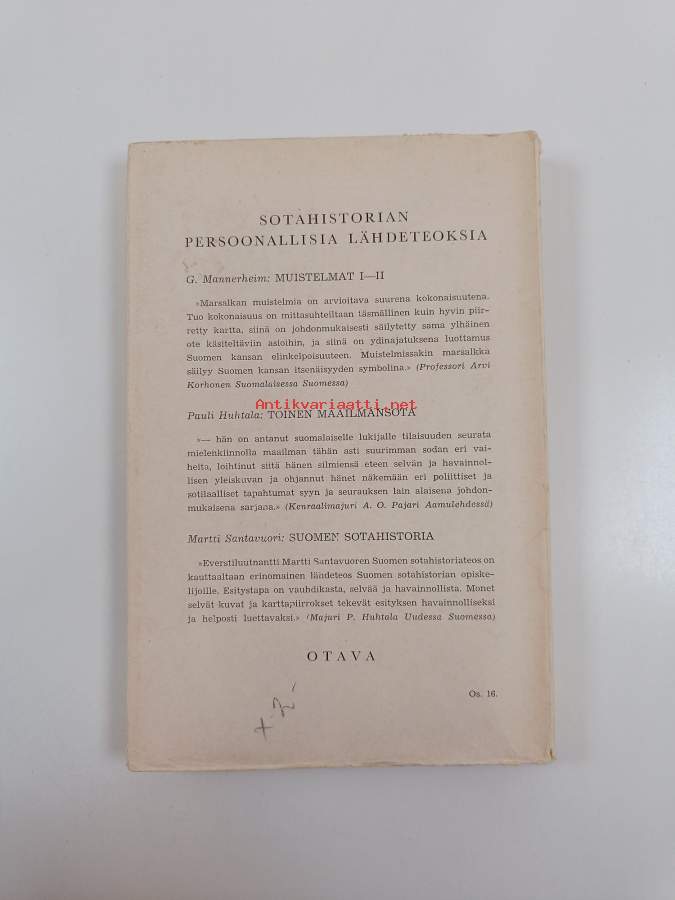 SOTAHISTORIAN
PERSOONALLISIA LÄHDETEOKSIA
G. Mannerheim: MUISTELMAT I—II
»Marsalkan muistelmia on arvioitava suurena kokonaisuutena.
Tuo kokonaisuus on mittasuhteiltaan täsmällinen kuin hyvin piir-
retty kartta, siinä on johdonmukaisesti säilytetty sama ylhäinen
ote käsiteltäviin asioihin, ja siinä on ydinajatuksena luottamus
Suomen kansan elinkelpoisuuteen. Muistelmissakin marsalkka
säilyy Suomen kansan itsenäisyyden symbolina.» (Professori Arvi
Korhonen Suomalaisessa Suomessa)
Antikvariaatti.net
Pauli Huhtala: TOINEN MAAILMANSOTA
»— hän on antanut suomalaiselle lukijalle tilaisuuden seurata
mielenkiinnolla maailman tähän asti suurimman sodan eri vai-
heita, loihtinut siitä hänen silmiensä eteen selvän ja havainnol-
lisen yleiskuvan ja ohjannut hänet näkemään eri poliittiset ja
sotilaalliset tapahtumat syyn ja seurauksen lain alaisena johdon-
mukaisena sarjana.» (Kenraalimajuri A. O. Pajari Aamulehdessä)
Martti Santavuori: SUOMEN SOTAHISTORIA
»Everstiluutnantti Martti Santavuoren Suomen sotahistoriateos on
kauttaaltaan erinomainen lähdeteos Suomen sotahistorian opiske-
lijoille. Esitystapa on vauhdikasta, selvää ja havainnollista. Monet
selvät kuvat ja karttapiirrokset tekevät esityksen havainnolliseksi
ja helposti luettavaksi.» (Majuri P. Huhtala Uudessa Suomessa)
OTAVA
Os. 16.